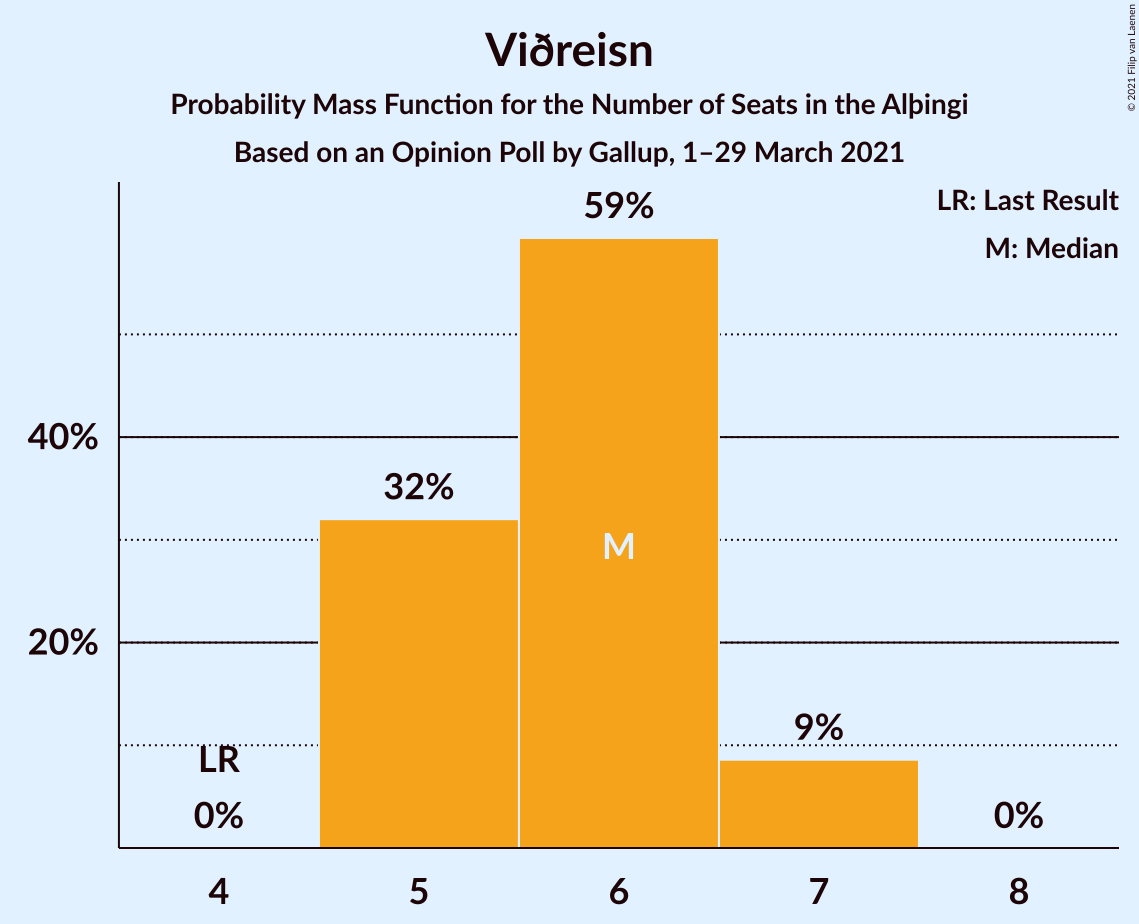 Viðreisn
Probability Mass Function for the Number of Seats in the Alþingi
Based on an Opinion Poll by Gallup, 1–29 March 2021
© 2021 Filip van Laenen
LR: Last Result
M: Median
59%
40%
32%
M
20%
9%
LR
0%
0%
4
5
6
7
8